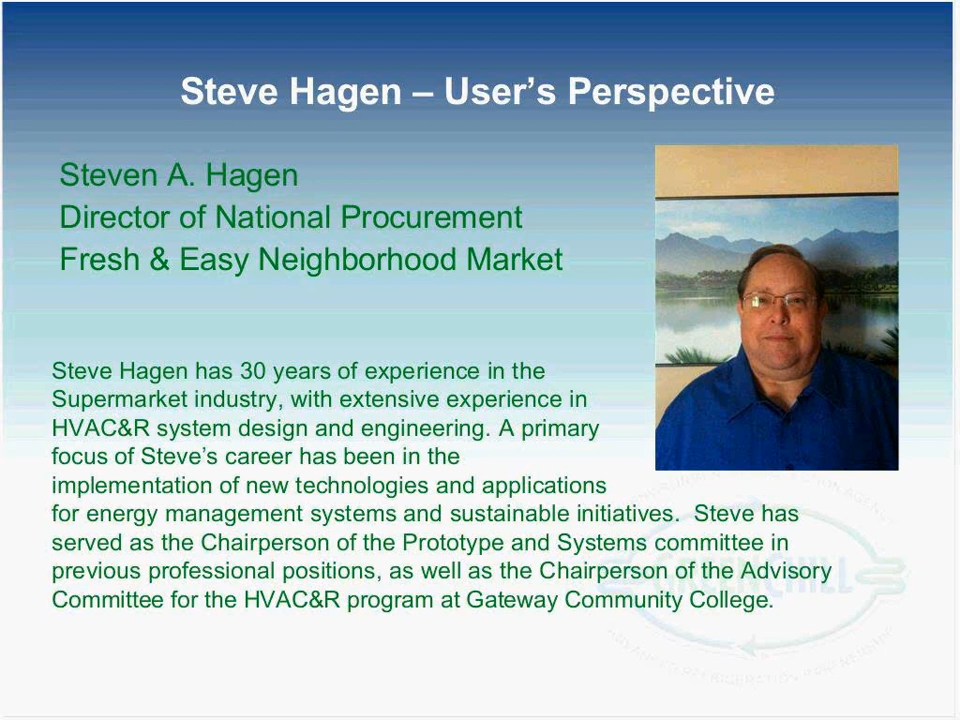 Steve Hagen – User’s Perspective
Steven A. Hagen
Director of National Procurement
Fresh & Easy Neighborhood Market
Steve Hagen has 30 years of experience in the
Supermarket industry, with extensive experience in
HVAC&R system design and engineering. A primary
focus of Steve’s career has been in the
implementation of new technologies and applications
for energy management systems and sustainable initiatives.  Steve has
served as the Chairperson of the Prototype and Systems committee in
previous professional positions, as well as the Chairperson of the Advisory
Committee for the HVAC&R program at Gateway Community College.
GREENCHILL